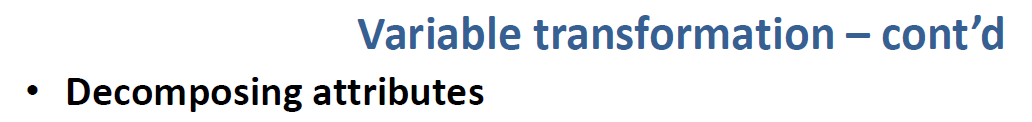 Variable transformation – cont’d
• Decomposing attributes